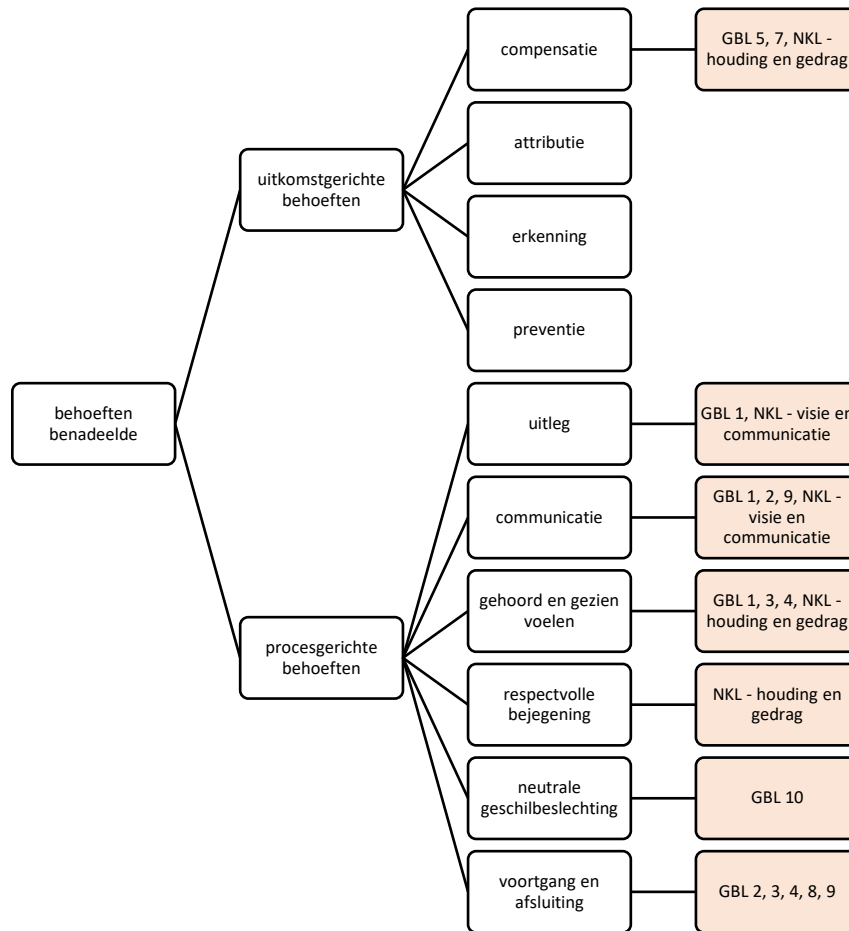 compensatie
GBL 5, 7, NKL -
houding en gedrag
attributie
uitkomstgerichte
behoeften
erkenning
preventie
behoeften
benadeelde
uitleg
GBL 1, NKL - visie en
communicatie
communicatie
GBL 1, 2, 9, NKL -
visie en
communicatie
gehoord en gezien
voelen
GBL 1, 3, 4, NKL -
houding en gedrag
procesgerichte
behoeften
respectvolle
bejegening
NKL - houding en
gedrag
neutrale
geschilbeslechting
GBL 10
voortgang en
afsluiting
GBL 2, 3, 4, 8, 9